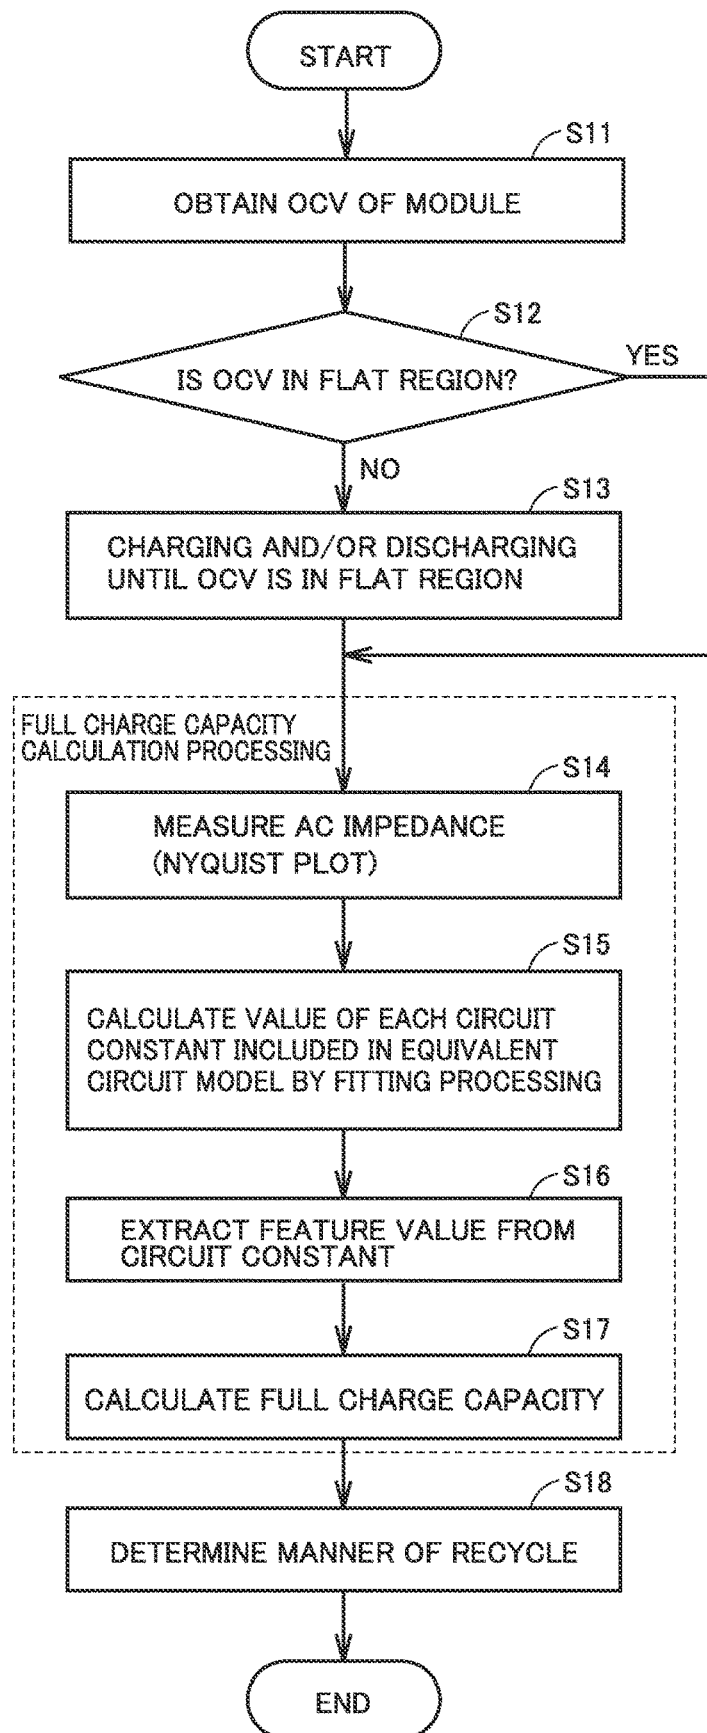 START
S11
OBTAIN OCV OF MODULE
S12
IS OCV IN FLAT REGION?
YES
NO
S13
CHARGING AND/OR DISCHARGING
UNTIL OCV IS IN FLAT REGION
FULL CHARGE CAPACITY
CALCULATION PROCESSING
S14
MEASURE AC IMPEDANCE
(NYQUIST PLOT)
S15
CALCULATE VALUE OF EACH CIRCUIT
CONSTANT INCLUDED IN EQUIVALENT
CIRCUIT MODEL BY FITTING PROCESSING
S16
EXTRACT FEATURE VALUE FROM
CIRCUIT CONSTANT
S17
CALCULATE FULL CHARGE CAPACITY
S18
DETERMINE MANNER OF RECYCLE
END